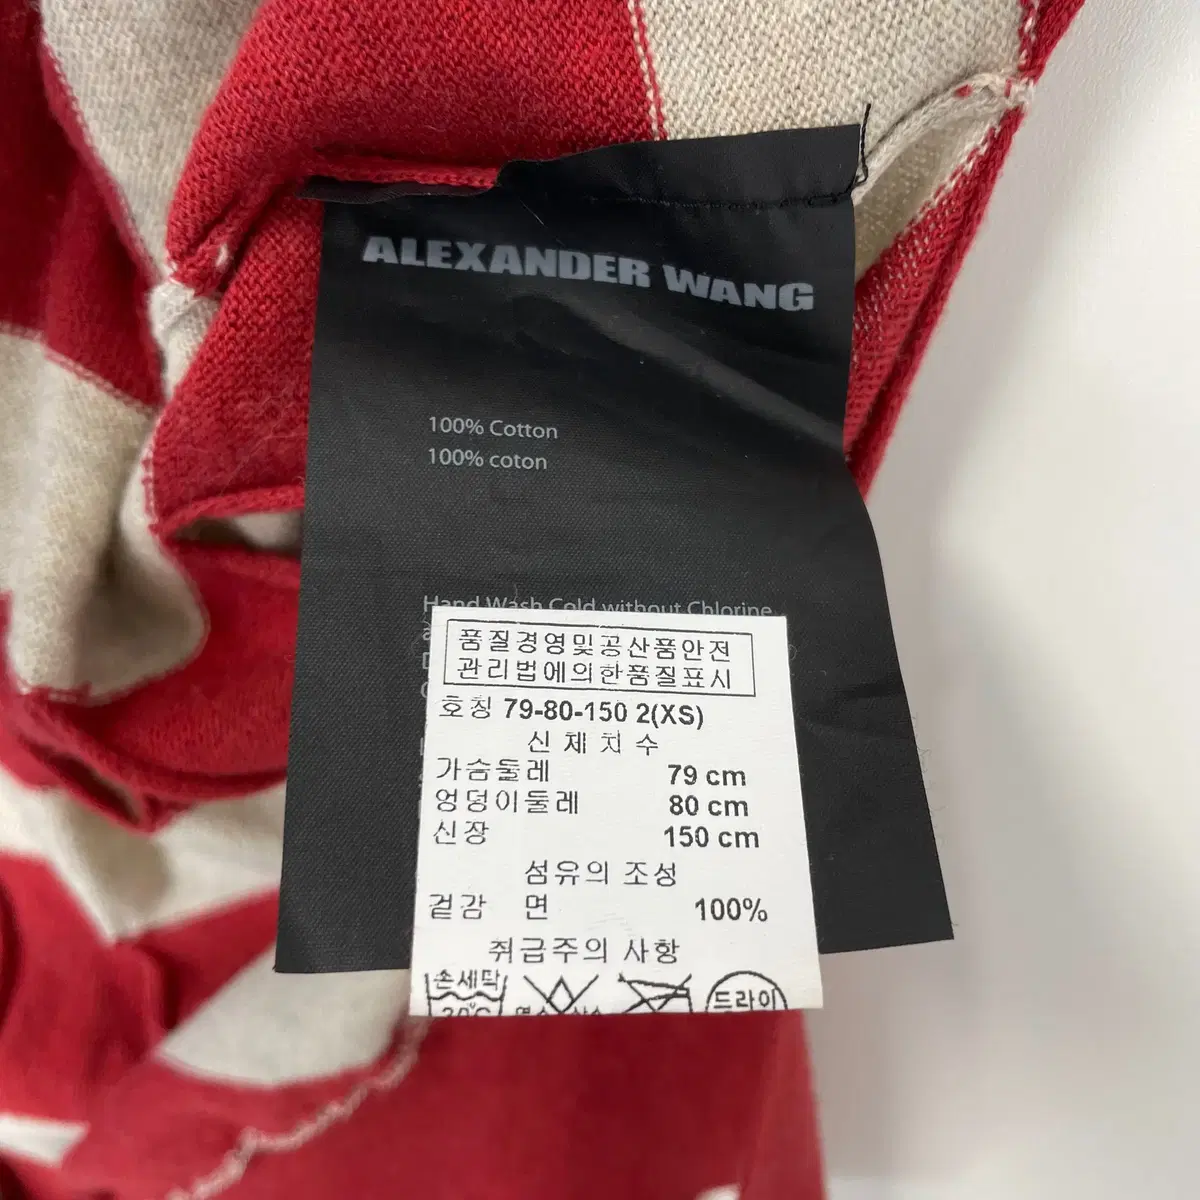 ALEXANDER WANG
100% Cotton
100% coton
Hand Wash Cold without Chlorine
품질경영및공산품안전
관리법에의한품질표시
호칭 79-80-150 2(XS)
신체치수
가슴둘레 79 cm
엉덩이둘레 80 cm
신장 150 cm
섬유의 조성
겉감 면 100%
취급주의 사항
손세탁
드라이